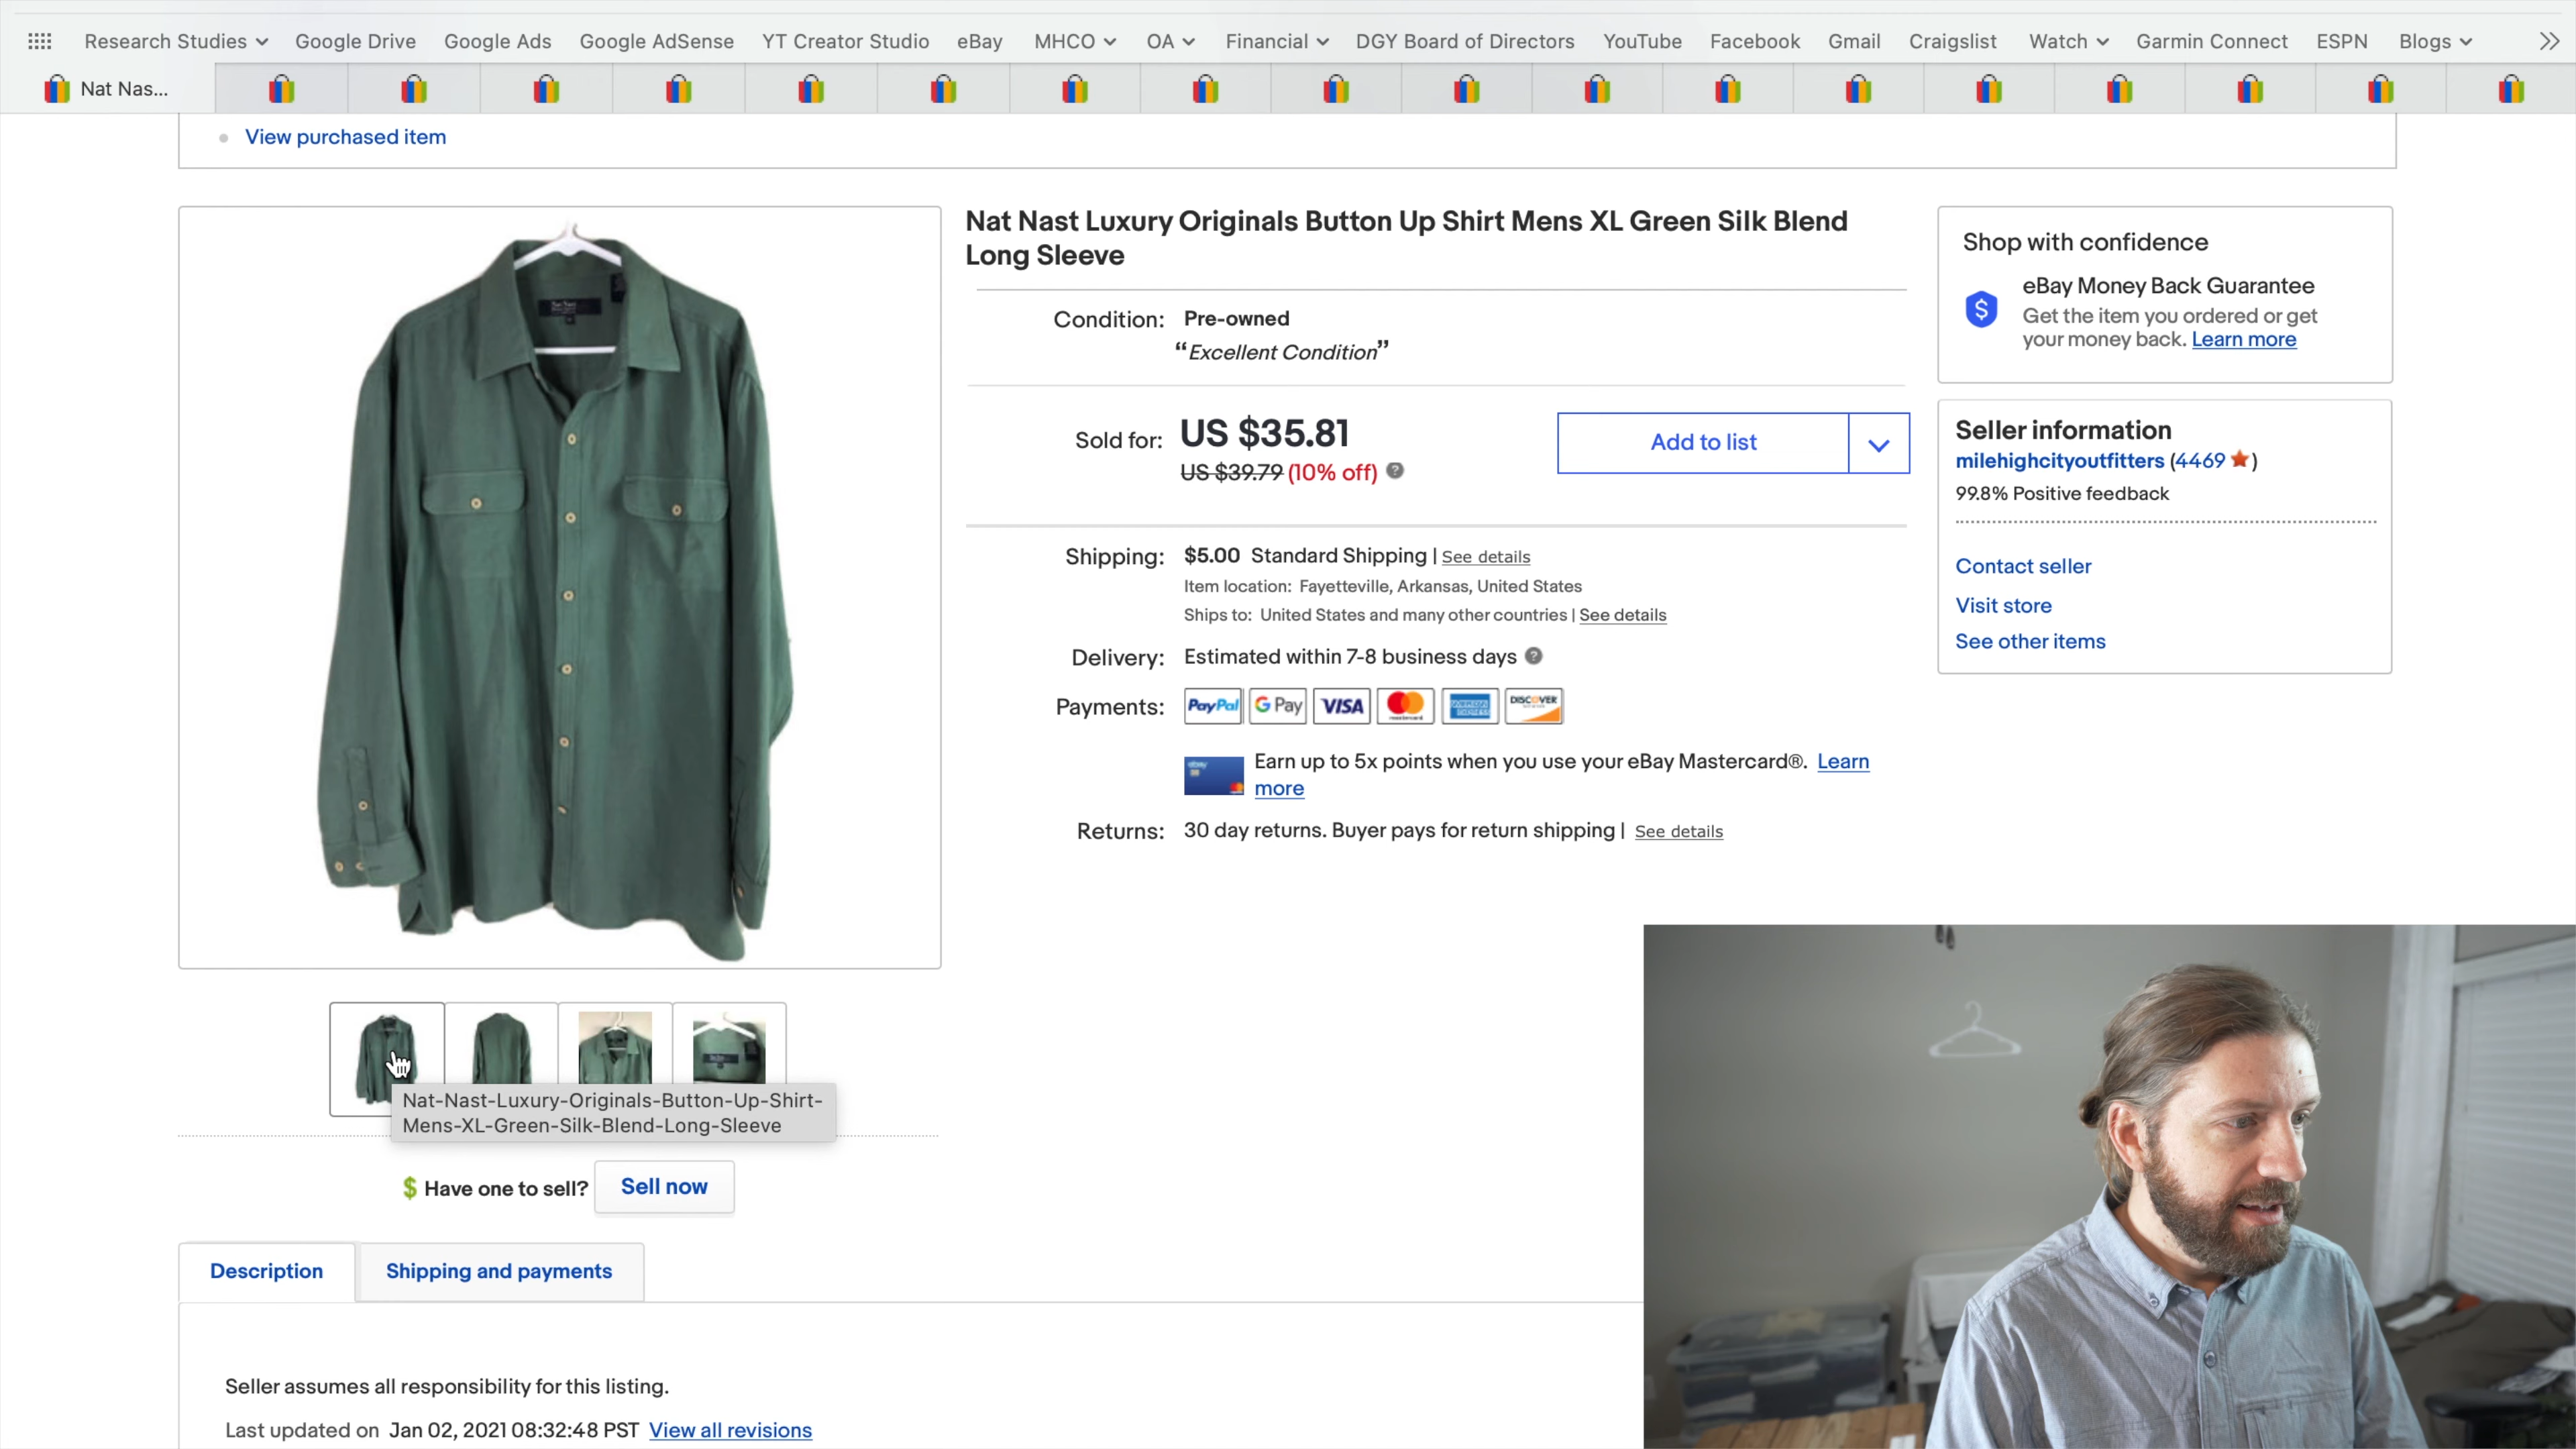 Research Studies Google Drive Google Ads Google AdSense YT Creator Studio eBay MHCO OA Financial DGY Board of Directors YouTube Facebook Gmail Craigslist Watch Garmin Connect ESPN Blogs
Nat Nas...
View purchased item
Nat Nast Luxury Originals Button Up Shirt Mens XL Green Silk Blend
Long Sleeve
Condition: Pre-owned
“Excellent Condition”
Sold for: US $35.81
US $39.79 (10% off) ?
Add to list
Shipping: $5.00 Standard Shipping | See details
Item location: Fayetteville, Arkansas, United States
Ships to: United States and many other countries | See details
Delivery: Estimated within 7-8 business days ?
Payments: PayPal G Pay VISA mastercard AMERICAN EXPRESS DISCOVER
ebay
Earn up to 5x points when you use your eBay Mastercard®. Learn
more
Returns: 30 day returns. Buyer pays for return shipping | See details
Shop with confidence
$
eBay Money Back Guarantee
Get the item you ordered or get
your money back. Learn more
Seller information
milehighcityoutfitters (4469)
99.8% Positive feedback
Contact seller
Visit store
See other items
Nat-Nast-Luxury-Originals-Button-Up-Shirt-
Mens-XL-Green-Silk-Blend-Long-Sleeve
$ Have one to sell? Sell now
Description Shipping and payments
Seller assumes all responsibility for this listing.
Last updated on Jan 02, 2021 08:32:48 PST View all revisions